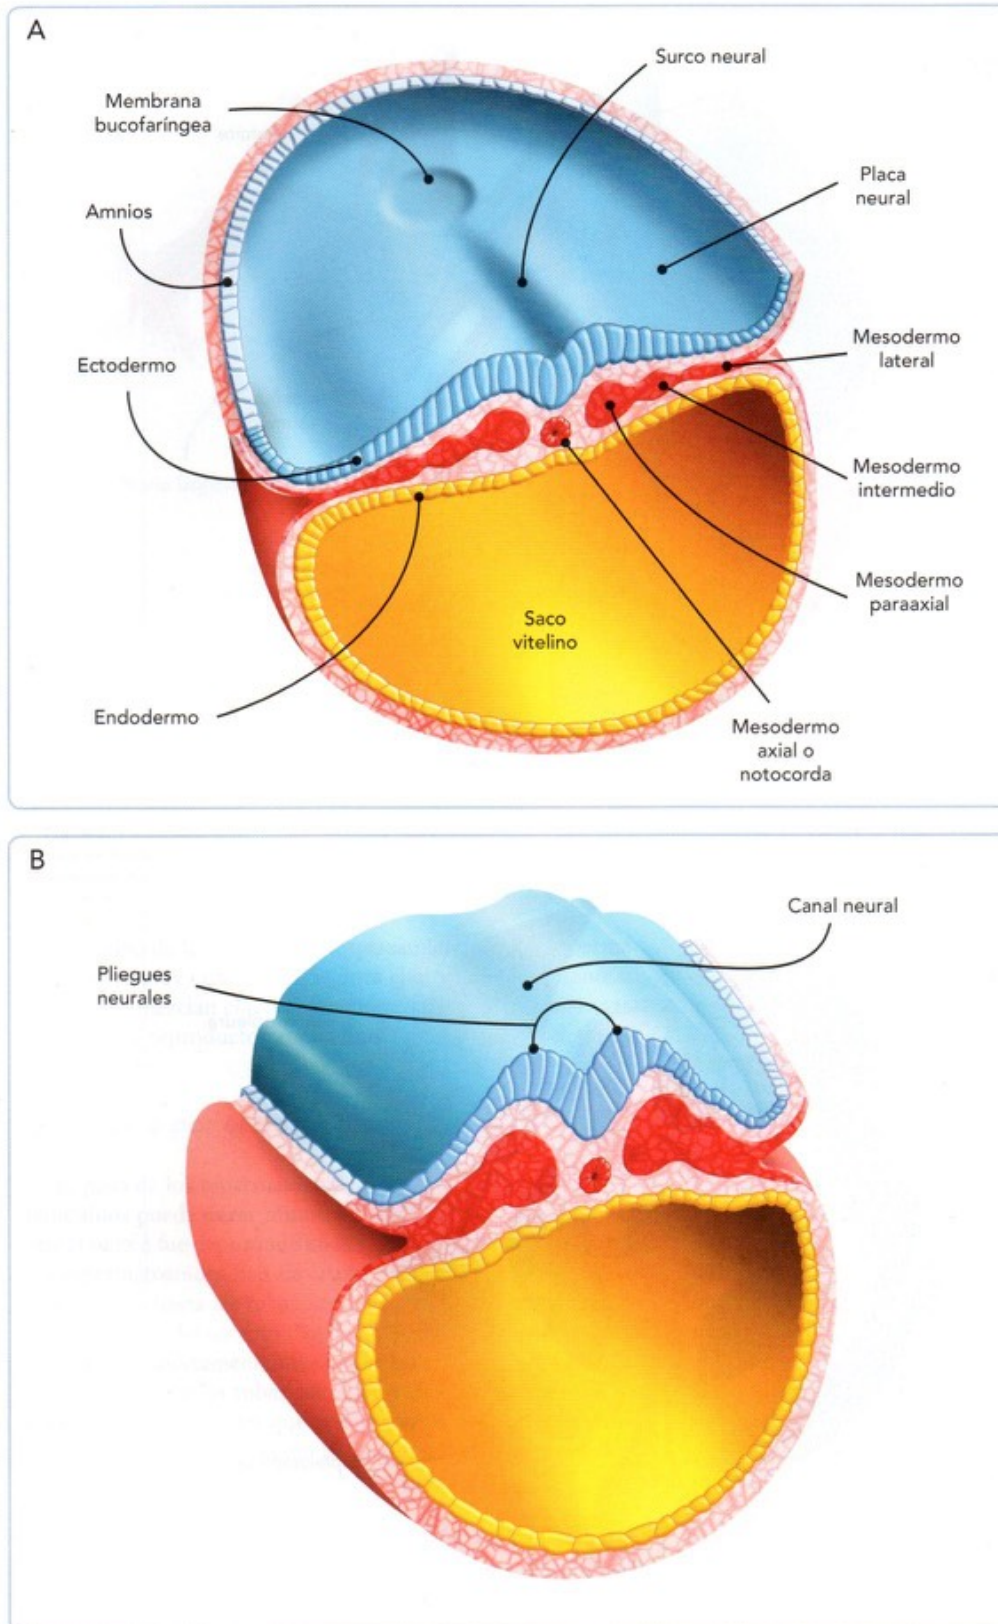 A
Surco neural
Membrana
bucofaríngea
Placa
neural
Amnios
Ectodermo
Mesodermo
lateral
Mesodermo
intermedio
Mesodermo
paraaxial
Saco
vitelino
Endodermo
Mesodermo
axial o
notocorda
B
Canal neural
Pliegues
neurales